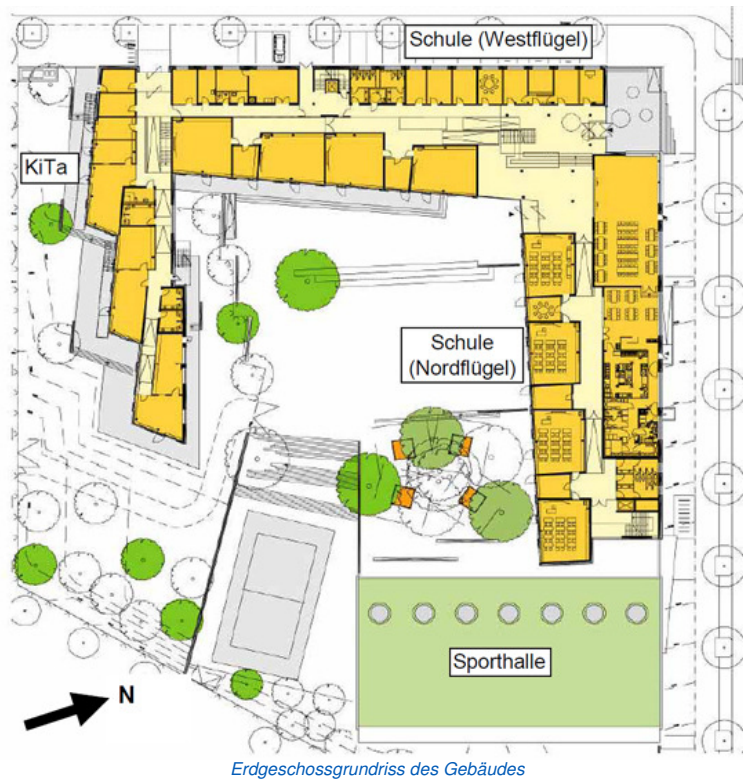 Schule (Westflügel)
KiTa
Schule
(Nordflügel)
Sporthalle
N
Erdgeschossgrundriss des Gebäudes